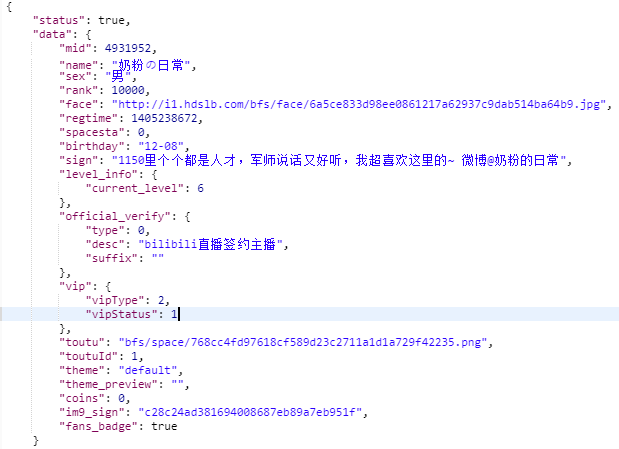 {
"status": true,
"data": {
"mid": 4931952,
"name": "奶粉の日常",
"sex": "男",
"rank": 10000,
"face": "http://i1.hdslb.com/bfs/face/6a5ce833d98ee0861217a62937c9dab514ba64b9.jpg",
"regtime": 1405238672,
"spacesta": 0,
"birthday": "12-08",
"sign": "1150里个个都是人才，军师说话又好听，我超喜欢这里的~ 微博@奶粉的日常",
"level_info": {
"current_level": 6
},
"official_verify": {
"type": 0,
"desc": "bilibili直播签约主播",
"suffix": ""
},
"vip": {
"vipType": 2,
"vipStatus": 1
},
"toutu": "bfs/space/768cc4fd97618cf589d23c2711a1d1a729f42235.png",
"toutuId": 1,
"theme": "default",
"theme_preview": "",
"coins": 0,
"im9_sign": "c28c24ad381694008687eb89a7eb951f",
"fans_badge": true
}